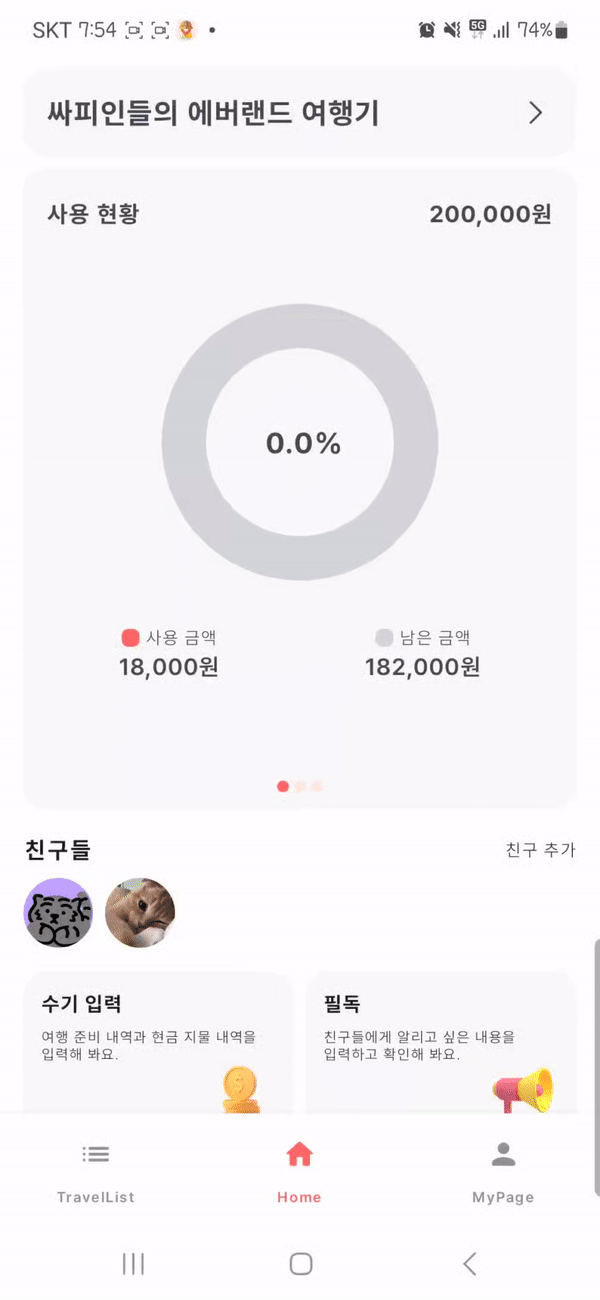 SKT 7:54 5G 74%
싸피인들의 에버랜드 여행기
사용 현황 200,000원
0.0%
사용 금액 남은 금액
18,000원 182,000원
친구들 친구 추가
수기 입력 필독
여행 준비 내역과 현금 지물 내역을 친구들에게 알리고 싶은 내용을
입력해 봐요. 입력하고 확인해 봐요.
TravelList Home MyPage